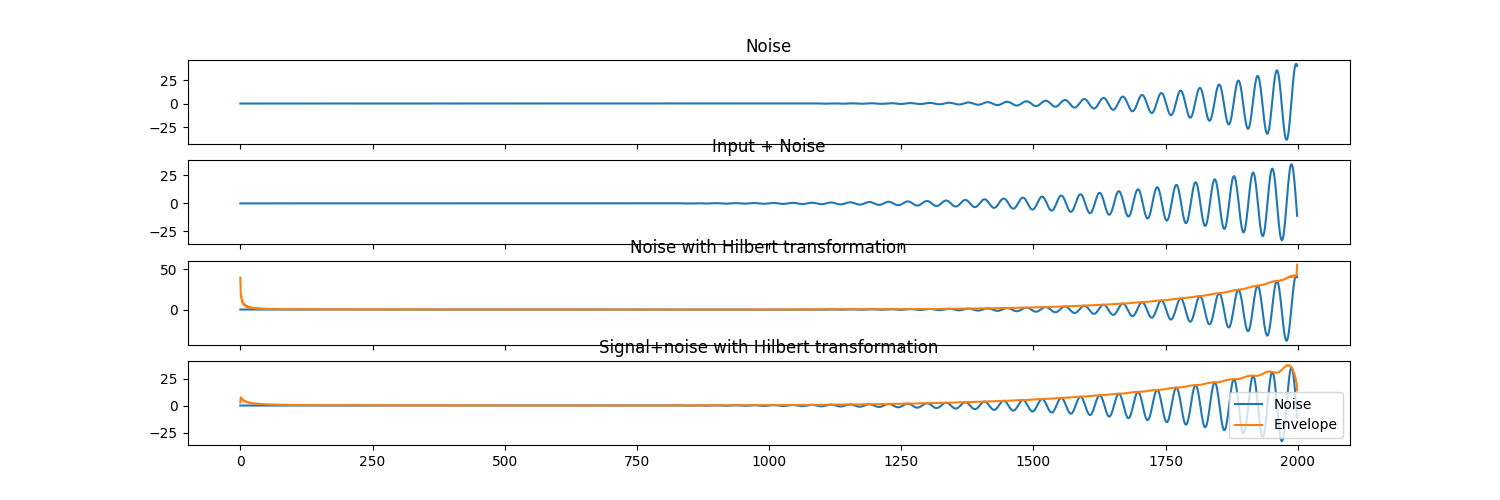 Noise
25
0
−25
Input + Noise
25
0
−25
Noise with Hilbert transformation
50
0
Signal+noise with Hilbert transformation
25
0
−25
Noise
Envelope
0 250 500 750 1000 1250 1500 1750 2000